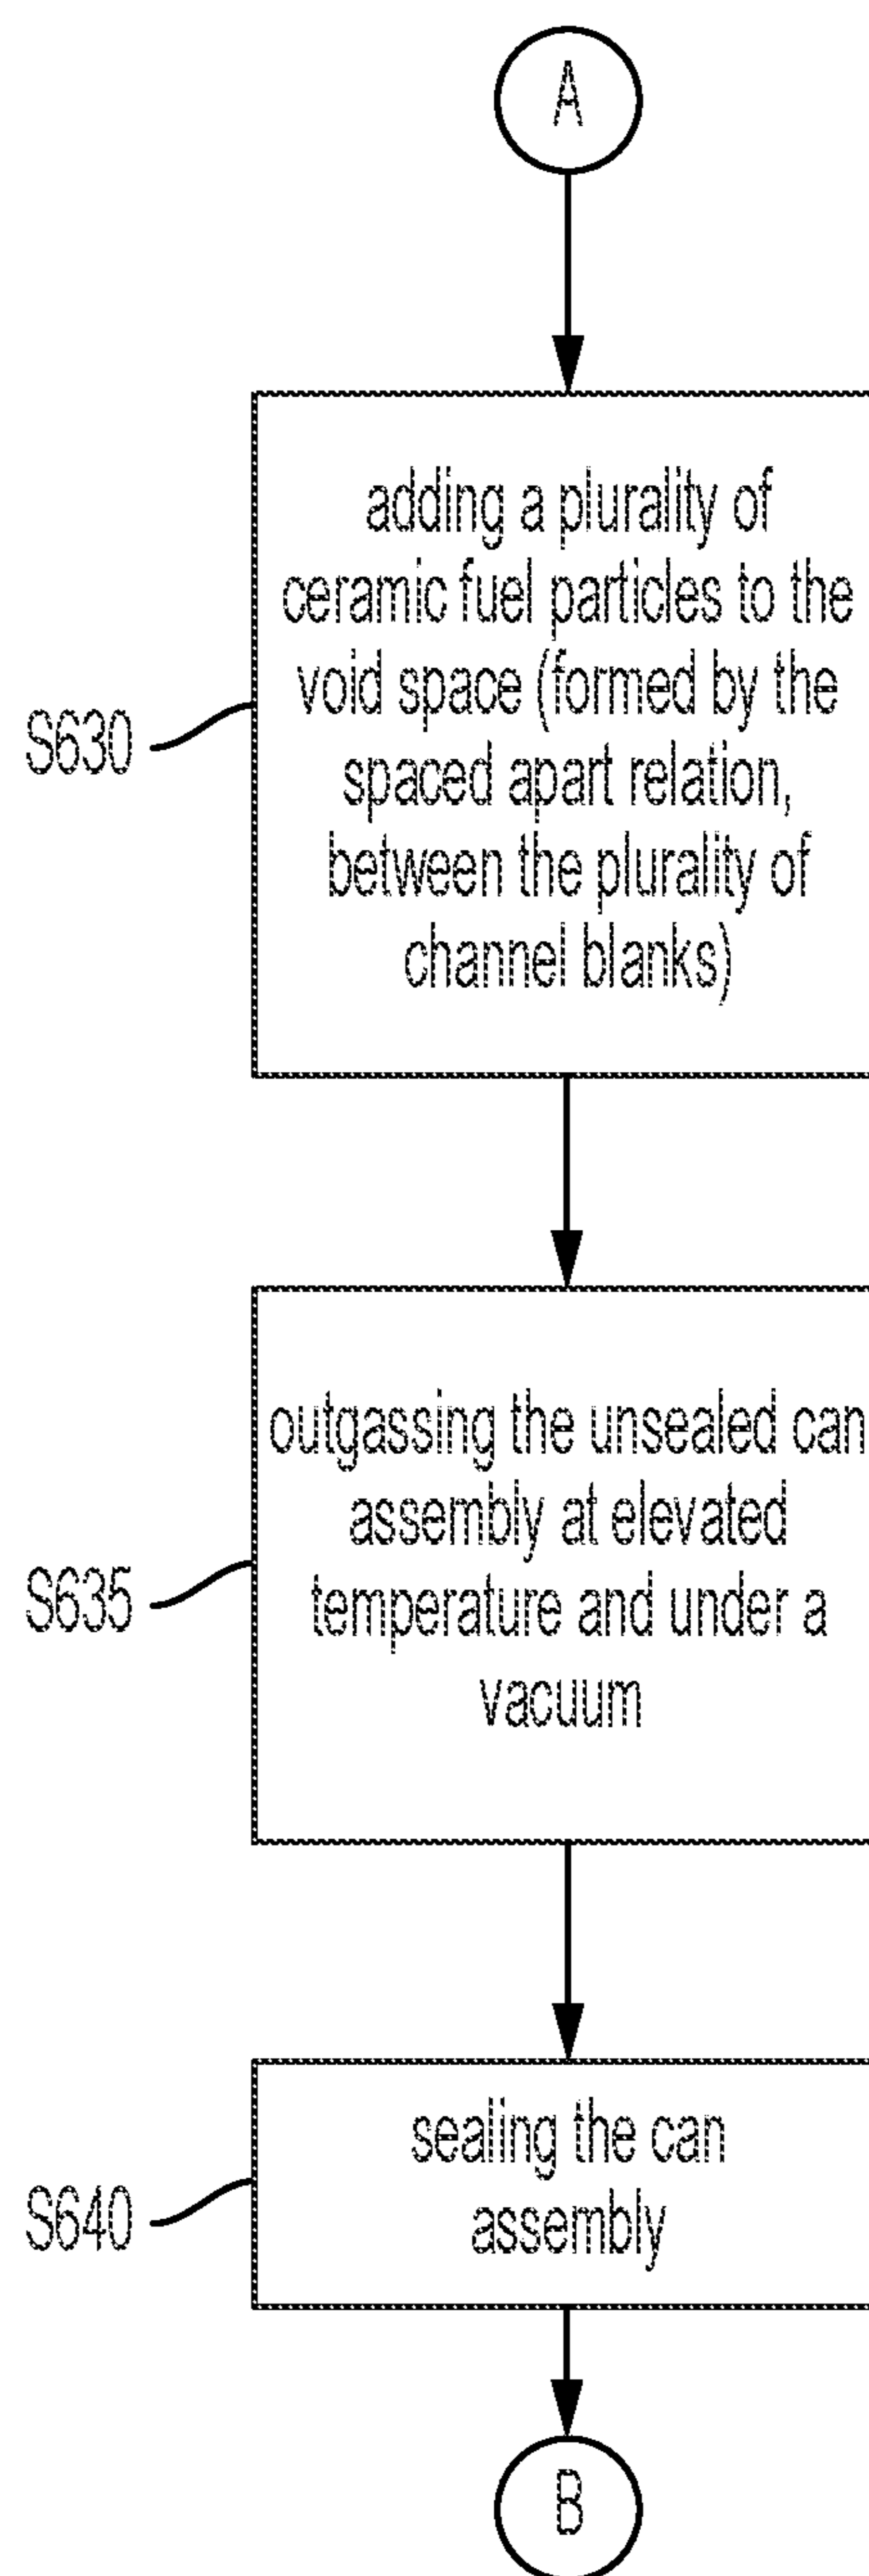 A
adding a plurality of
ceramic fuel particles to the
void space (formed by the
S630
spaced apart relation,
between the plurality of
channel blanks)
outgassing the unsealed can
assembly at elevated
S635
temperature and under a
vacuum
sealing the can
S640
assembly
B